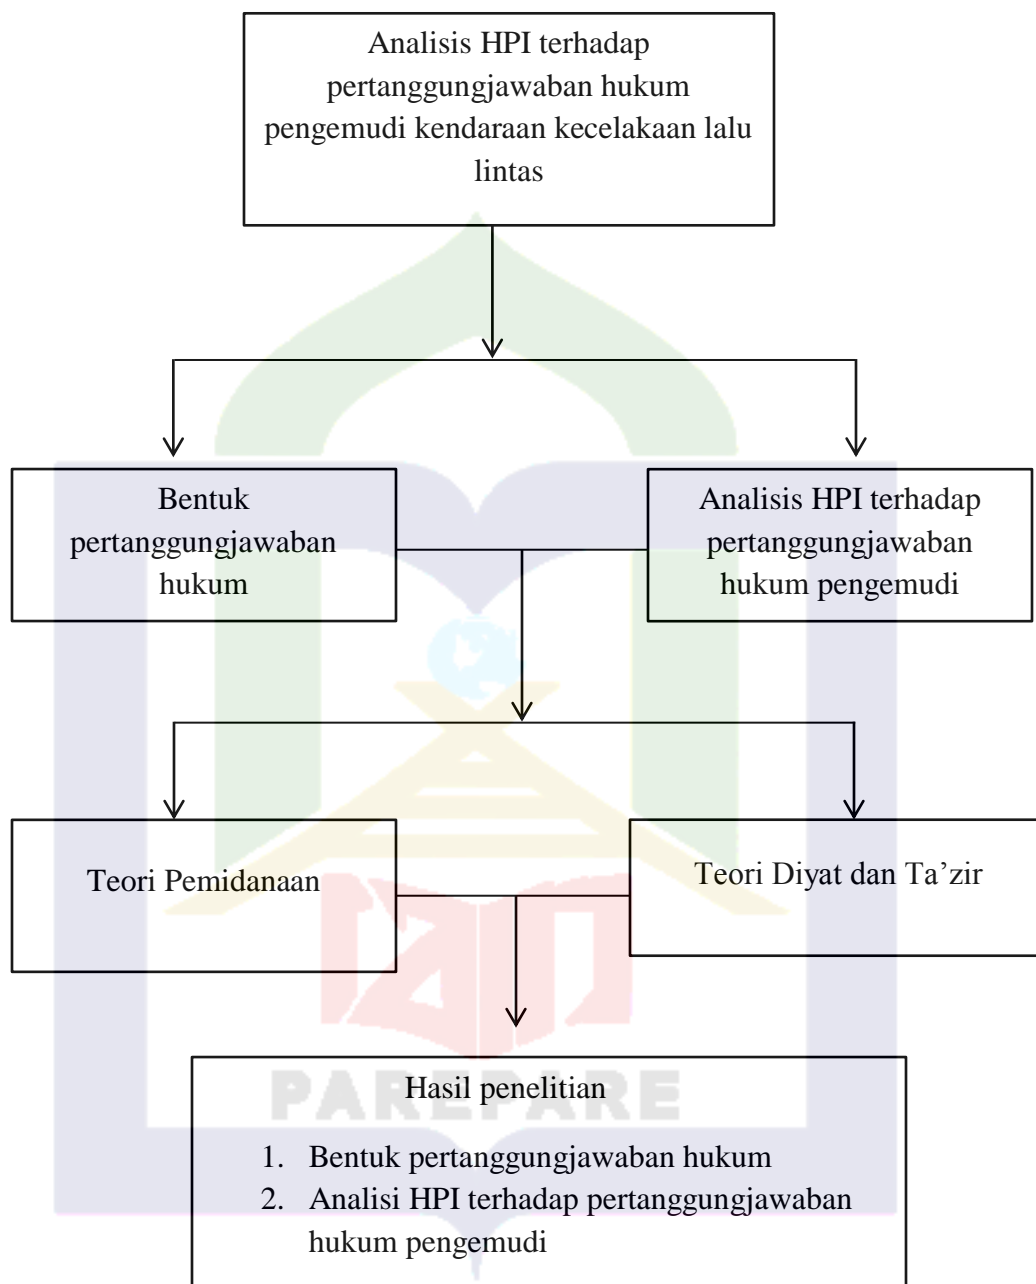 Analisis HPI terhadap
pertanggungjawaban hukum
pengemudi kendaraan kecelakaan lalu
lintas
Bentuk
pertanggungjawaban
hukum
Analisis HPI terhadap
pertanggungjawaban
hukum pengemudi
Teori Pemidanaan
Teori Diyat dan Ta’zir
Hasil penelitian
PAREPARE
1. Bentuk pertanggungjawaban hukum
2. Analisi HPI terhadap pertanggungjawaban
hukum pengemudi